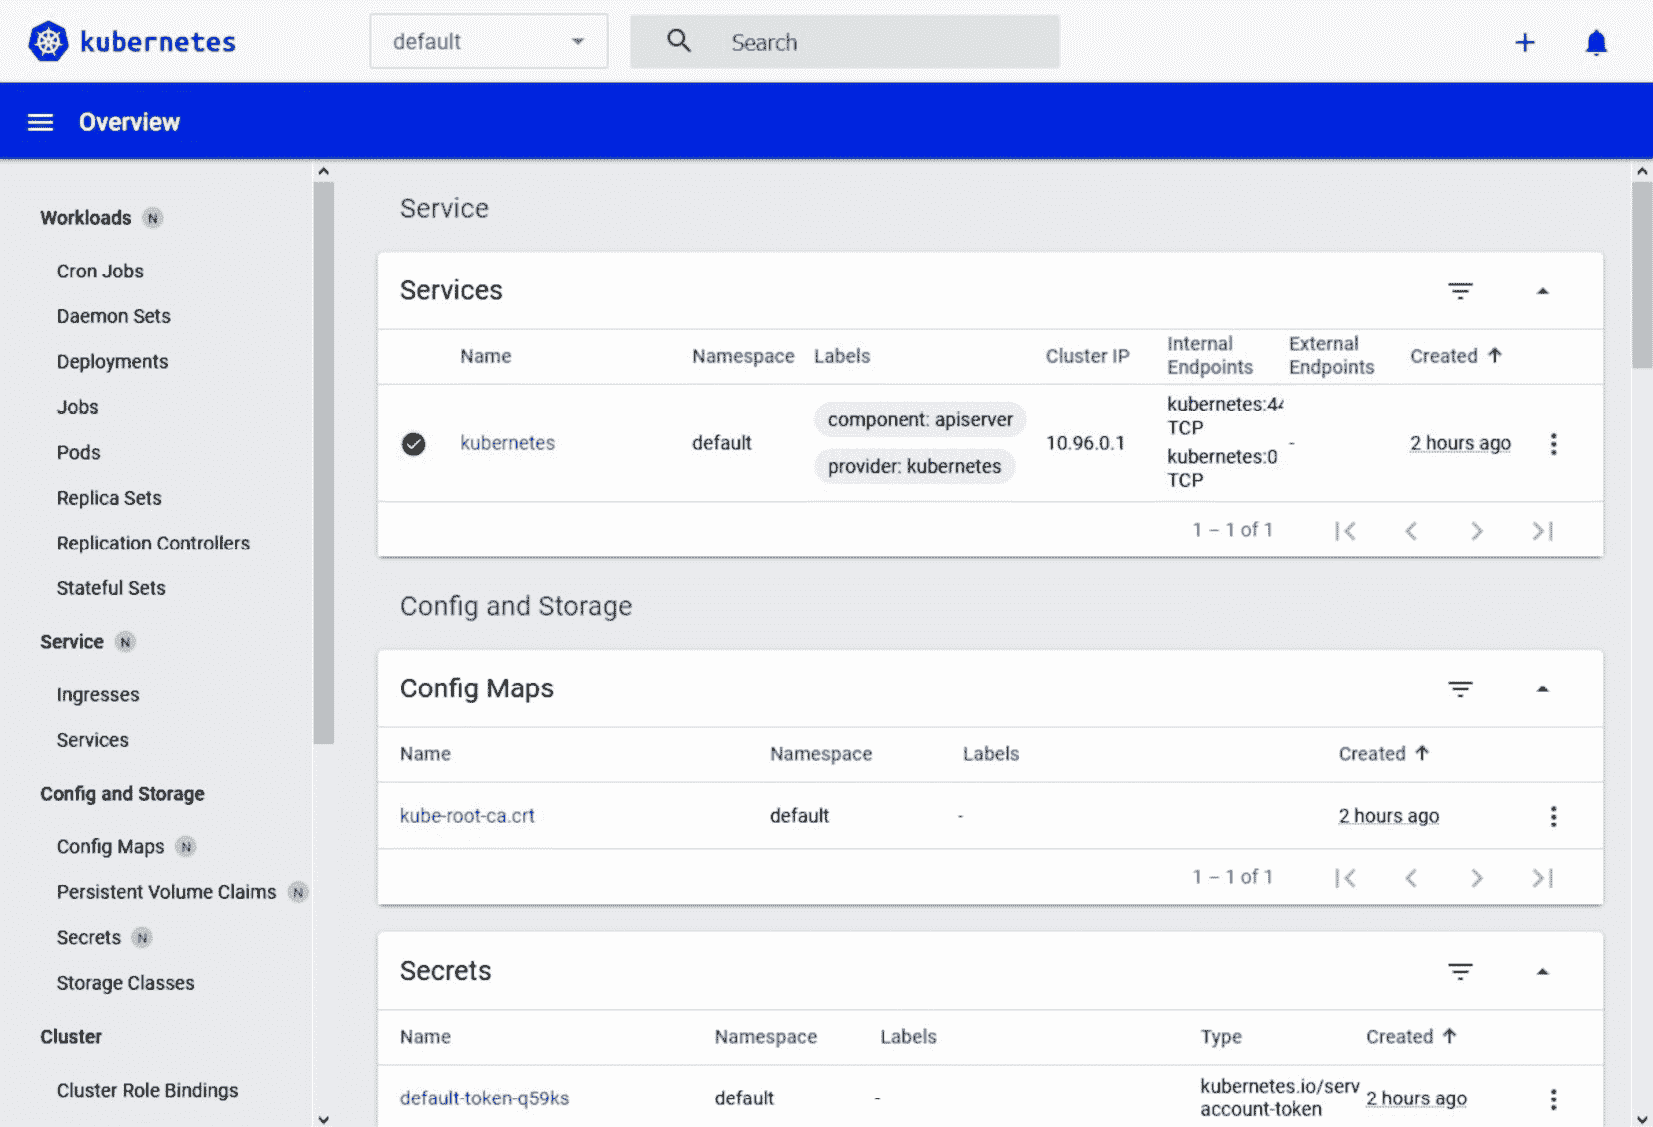 kubernetes
default
Search
Overview
Workloads N
Cron Jobs
Daemon Sets
Deployments
Jobs
Pods
Replica Sets
Replication Controllers
Stateful Sets
Service N
Ingresses
Services
Config and Storage
Config Maps N
Persistent Volume Claims N
Secrets N
Storage Classes
Cluster
Cluster Role Bindings
Service
Services
Name Namespace Labels Cluster IP Internal Endpoints External Endpoints Created
kubernetes default component: apiserver provider: kubernetes 10.96.0.1 kubernetes:44 TCP kubernetes:0 TCP - 2 hours ago
1 – 1 of 1
Config and Storage
Config Maps
Name Namespace Labels Created
kube-root-ca.crt default - 2 hours ago
1 – 1 of 1
Secrets
Name Namespace Labels Type Created
default-token-q59ks default - kubernetes.io/serv account-token 2 hours ago